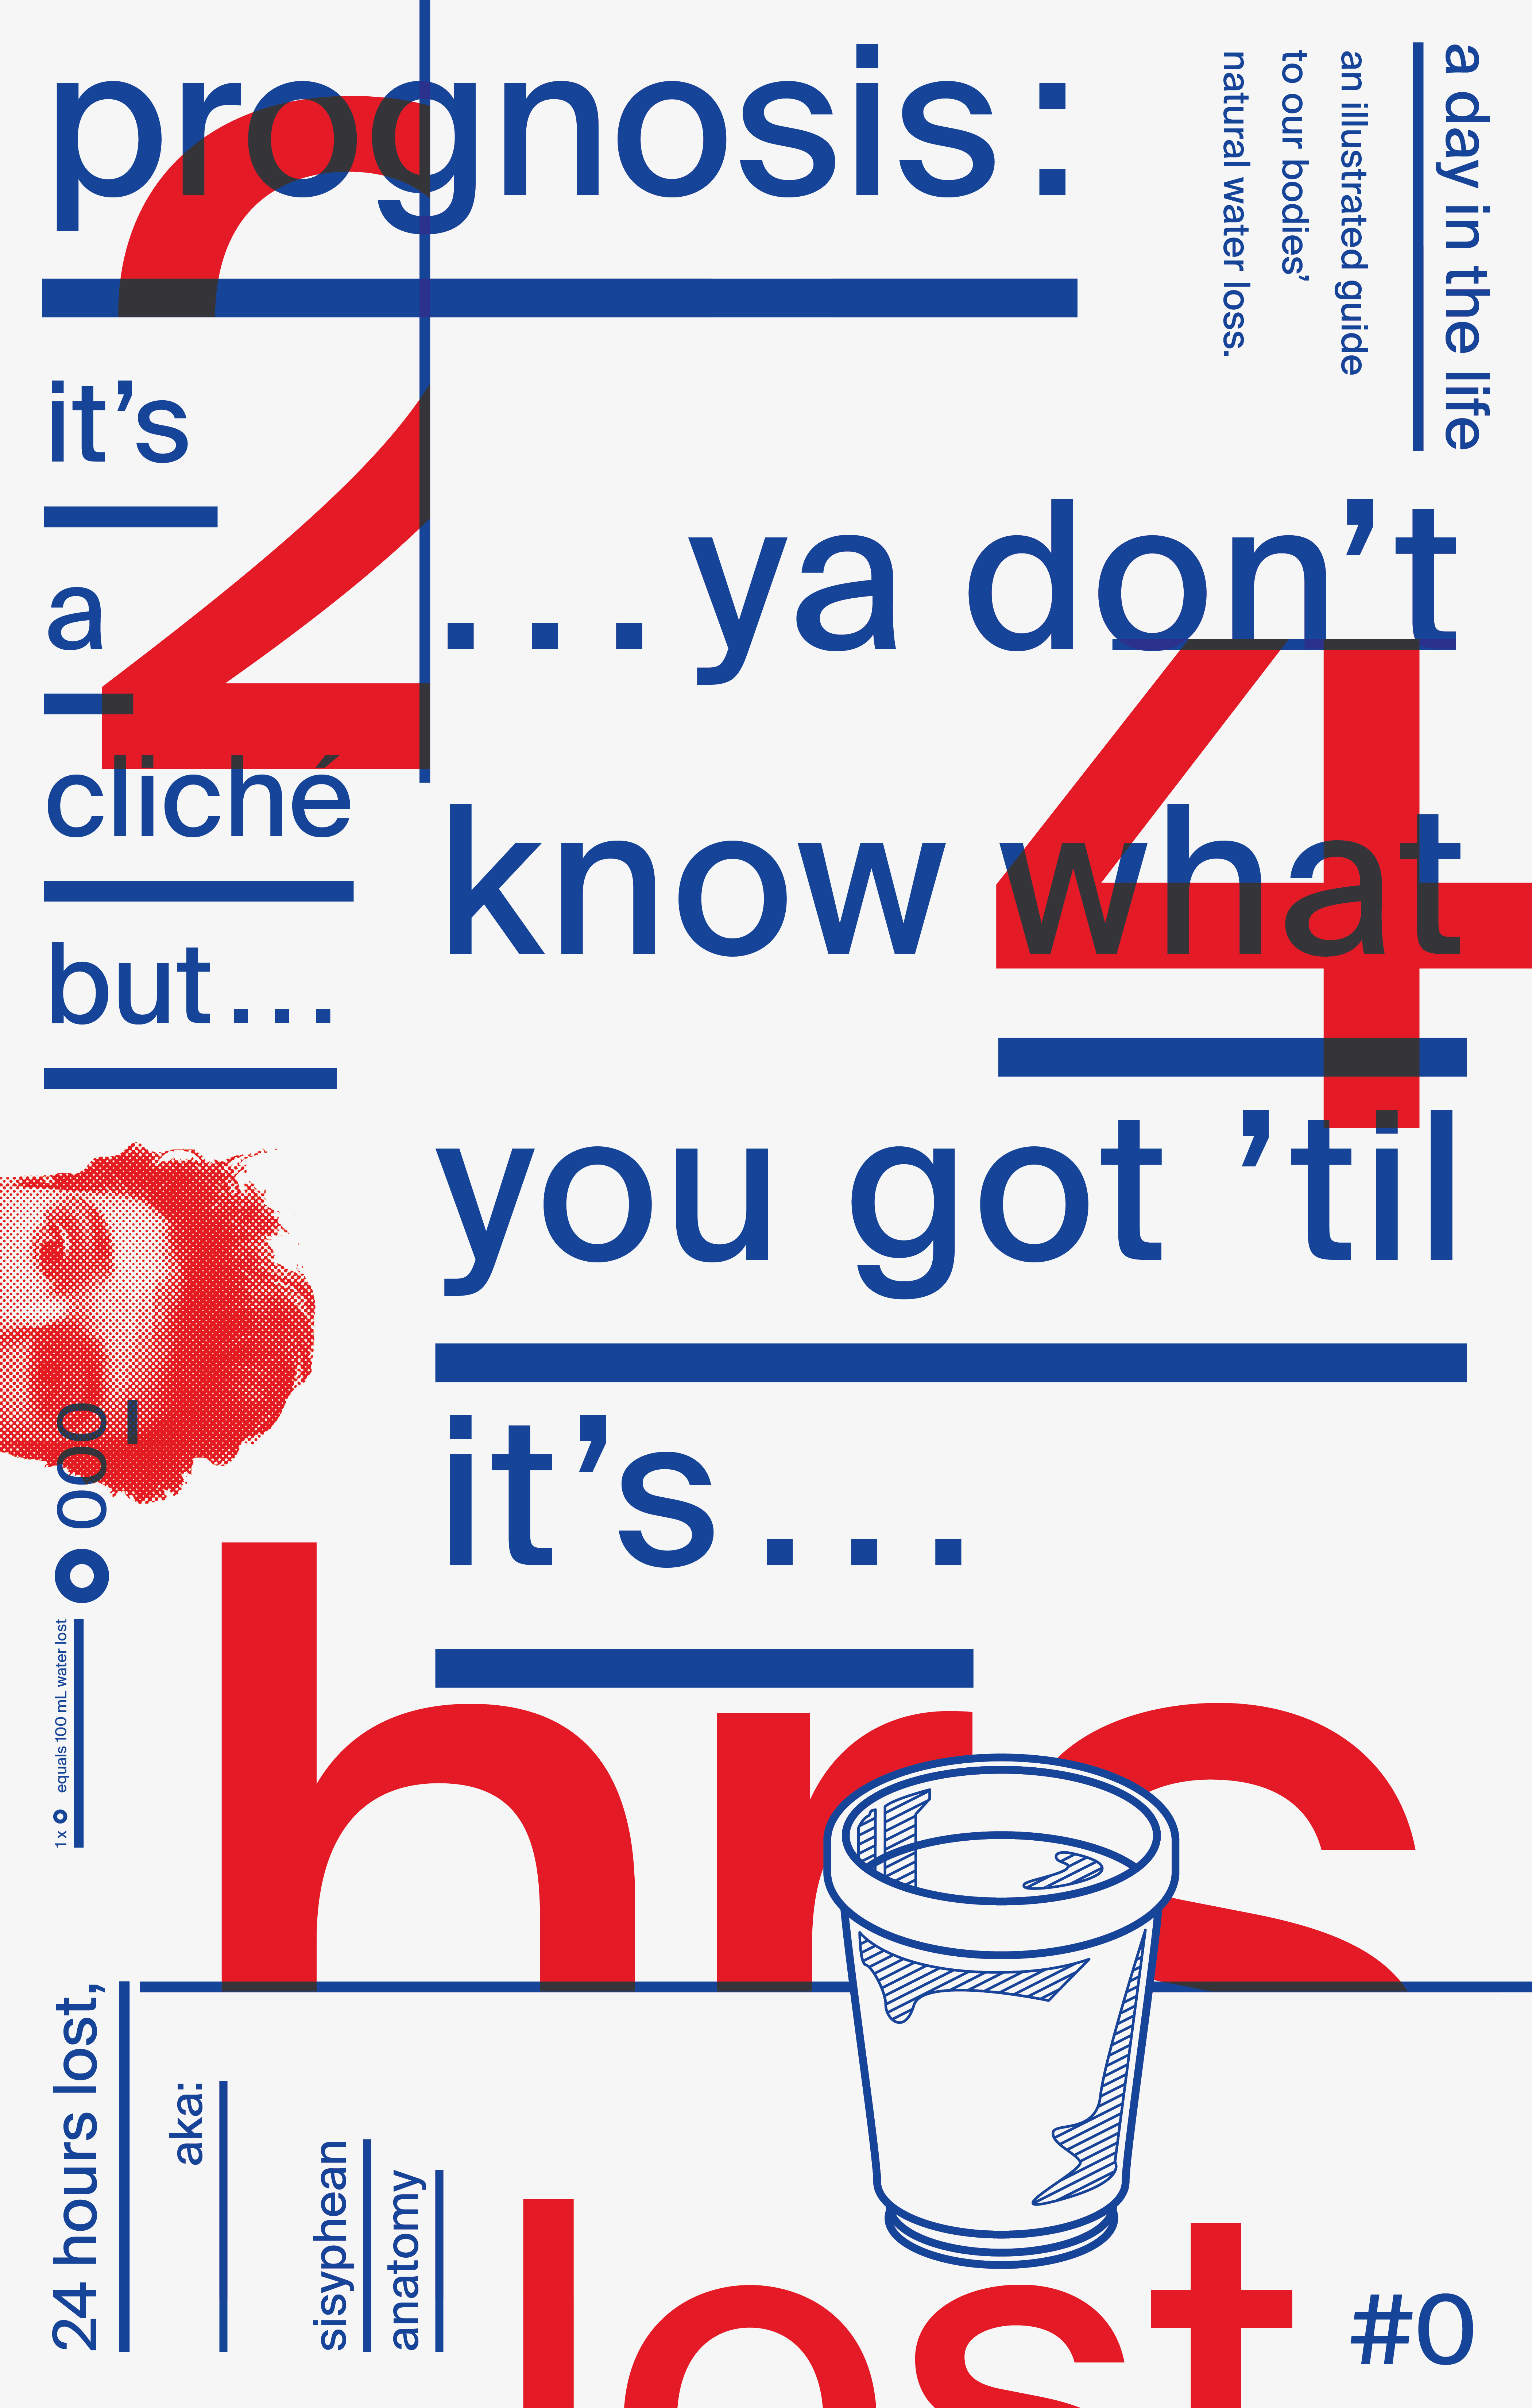 prognosis:
a day in the life
an illustrated guide
to our bodies’
natural water loss.
it’s
a
cliché
but...
...ya don’t
know what
you got ’til
it’s...
24
hrs
lost
000
1 x equals 100 mL water lost
24 hours lost,
aka:
sisyphean
anatomy
#0